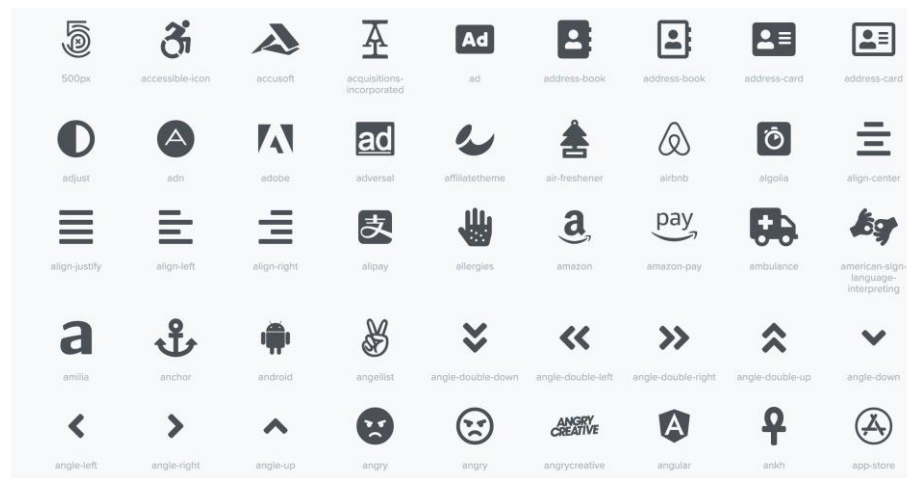 500px accessible-icon accusoft acquisitions-incorporated Ad ad address-book address-book address-card address-card
A adjust adn adobe ad adversal affiliatetheme air-freshener airbnb algolia align-center
align-justify align-left align-right 支 alipay allergies a amazon pay amazon-pay ambulance american-sign-language-interpreting
a amilia anchor android angellist angle-double-down angle-double-left angle-double-right angle-double-up angle-down
angle-left angle-right angle-up angry angry ANGRY CREATIVE angrycreative A angular ankh app-store